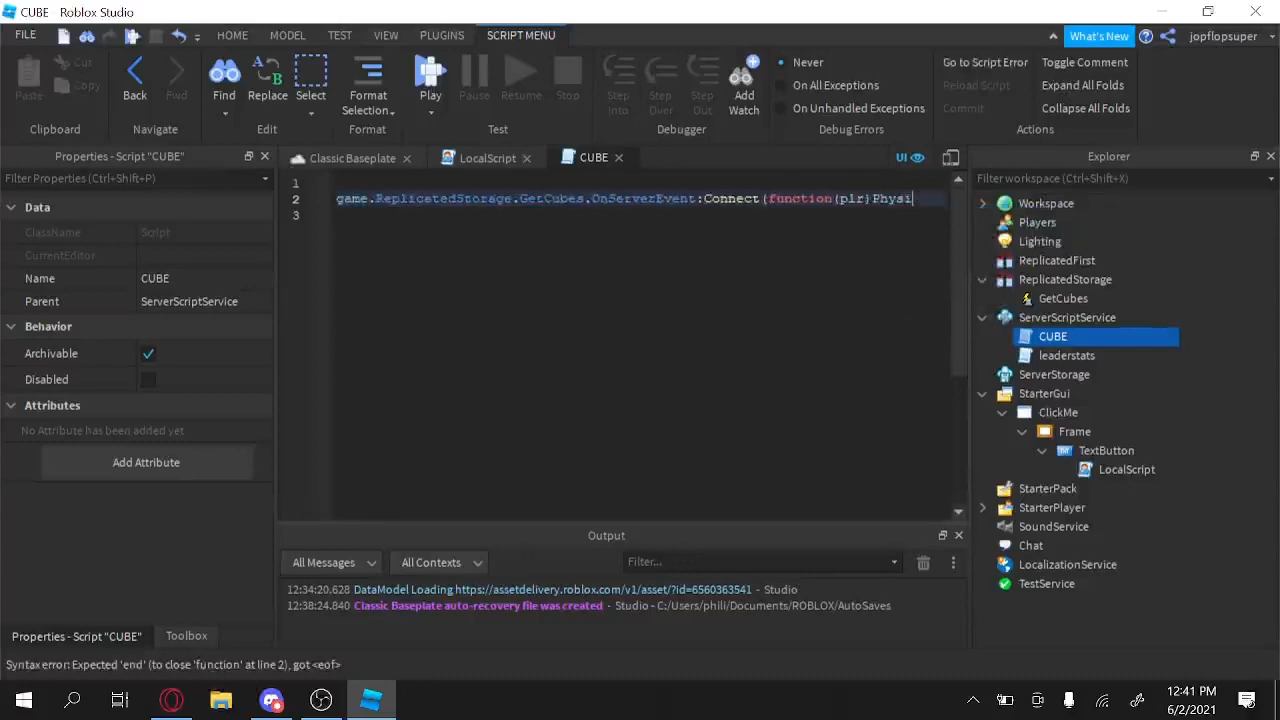 CUBE - Roblox Studio
FILE HOME MODEL TEST VIEW PLUGINS SCRIPT MENU What's New jopflopsuper
Paste Cut Copy
Clipboard
Back Fwd
Navigate
Find Replace Select
Edit
Format Selection
Format
Play Pause Resume Stop
Test
Step Into Step Over Step Out Add Watch
Debugger
Never
On All Exceptions
On Unhandled Exceptions
Debug Errors
Go to Script Error Toggle Comment
Reload Script Expand All Folds
Commit Collapse All Folds
Actions
Properties - Script "CUBE"
Filter Properties (Ctrl+Shift+P)
Data
ClassName Script
CurrentEditor
Name CUBE
Parent ServerScriptService
Behavior
Archivable
Disabled
Attributes
No Attribute has been added yet
Add Attribute
Properties - Script "CUBE" Toolbox
Classic Baseplate LocalScript CUBE UI
1
2 game.ReplicatedStorage.GetCubes.OnServerEvent:Connect(function(plr)Physi
3
Output
All Messages All Contexts Filter...
12:34:20.628 DataModel Loading https://assetdelivery.roblox.com/v1/asset/?id=6560363541 - Studio
12:38:24.840 Classic Baseplate auto-recovery file was created - Studio - C:/Users/phili/Documents/ROBLOX/AutoSaves
Explorer
Filter workspace (Ctrl+Shift+X)
Workspace
Players
Lighting
ReplicatedFirst
ReplicatedStorage
GetCubes
ServerScriptService
CUBE
leaderstats
ServerStorage
StarterGui
ClickMe
Frame
TextButton
LocalScript
StarterPack
StarterPlayer
SoundService
Chat
LocalizationService
TestService
Syntax error: Expected 'end' (to close 'function' at line 2), got <eof>
12:41 PM
6/2/2021